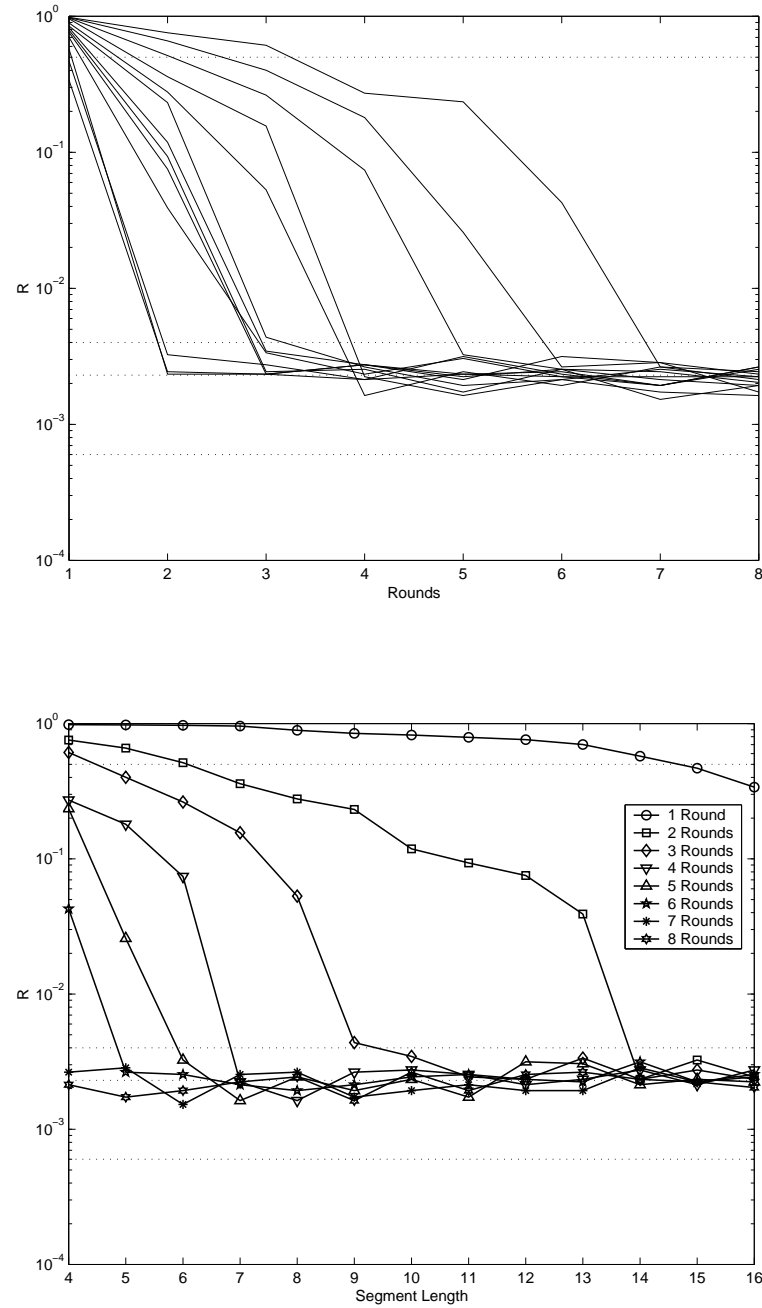 10^0
10^-1
10^-2
10^-3
10^-4
R
1 2 3 4 5 6 7 8
Rounds
10^0
10^-1
10^-2
10^-3
10^-4
R
1 Round
2 Rounds
3 Rounds
4 Rounds
5 Rounds
6 Rounds
7 Rounds
8 Rounds
4 5 6 7 8 9 10 11 12 13 14 15 16
Segment Length